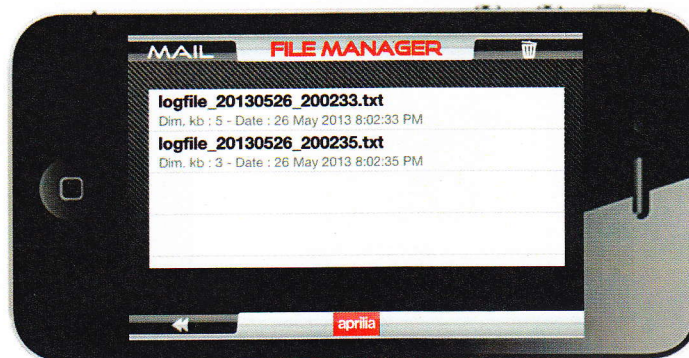 MAIL FILE MANAGER
logfile_20130526_200233.txt
Dim. kb : 5 - Date : 26 May 2013 8:02:33 PM
logfile_20130526_200235.txt
Dim. kb : 3 - Date : 26 May 2013 8:02:35 PM
aprilia